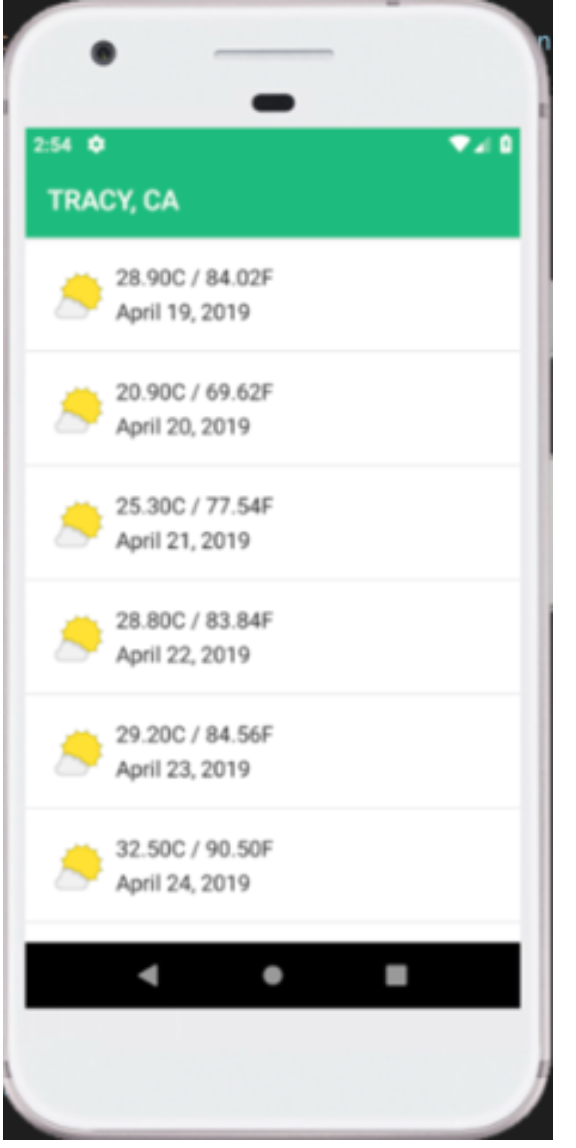 2:54
TRACY, CA
28.90C / 84.02F
April 19, 2019
20.90C / 69.62F
April 20, 2019
25.30C / 77.54F
April 21, 2019
28.80C / 83.84F
April 22, 2019
29.20C / 84.56F
April 23, 2019
32.50C / 90.50F
April 24, 2019